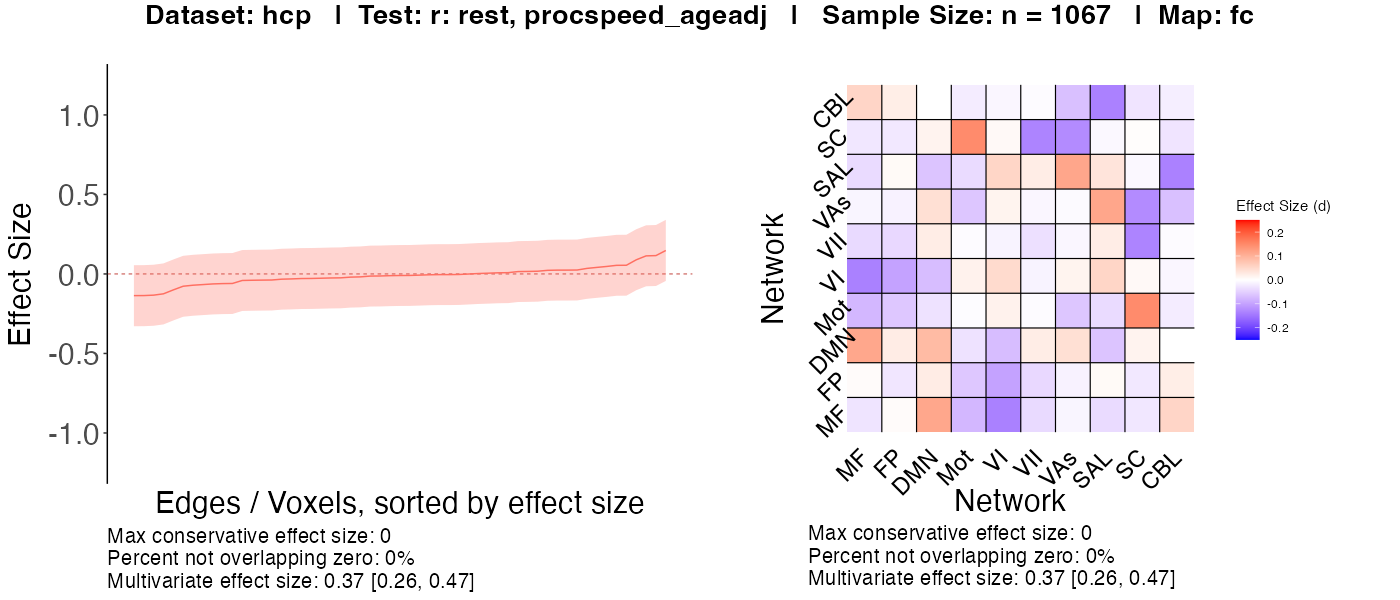 Dataset: hcp | Test: r: rest, procspeed_ageadj | Sample Size: n = 1067 | Map: fc
Effect Size
1.0
0.5
0.0
-0.5
-1.0
Edges / Voxels, sorted by effect size
Max conservative effect size: 0
Percent not overlapping zero: 0%
Multivariate effect size: 0.37 [0.26, 0.47]
Network
CBL
SC
SAL
VAs
VII
VI
Mot
DMN
FP
MF
MF
FP
DMN
Mot
VI
VII
VAs
SAL
SC
CBL
Network
Max conservative effect size: 0
Percent not overlapping zero: 0%
Multivariate effect size: 0.37 [0.26, 0.47]
Effect Size (d)
0.2
0.1
0.0
-0.1
-0.2